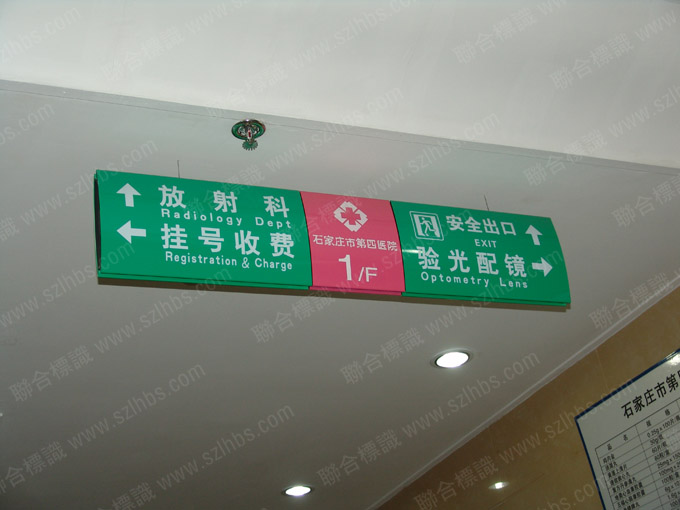 放射科
Radiology Dept
挂号收费
Registration & Charge
石家庄市第四医院
1/F
安全出口
EXIT
验光配镜
Optometry Lens
石家庄市第
聯合標識 www.szlhbs.com